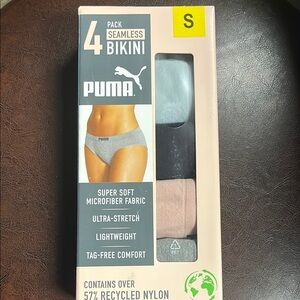 4 PACK
SEAMLESS
BIKINI
S
PUMA
PUMA
SUPER SOFT
MICROFIBER FABRIC
ULTRA-STRETCH
LIGHTWEIGHT
TAG-FREE COMFORT
CONTAINS OVER
57% RECYCLED NYLON